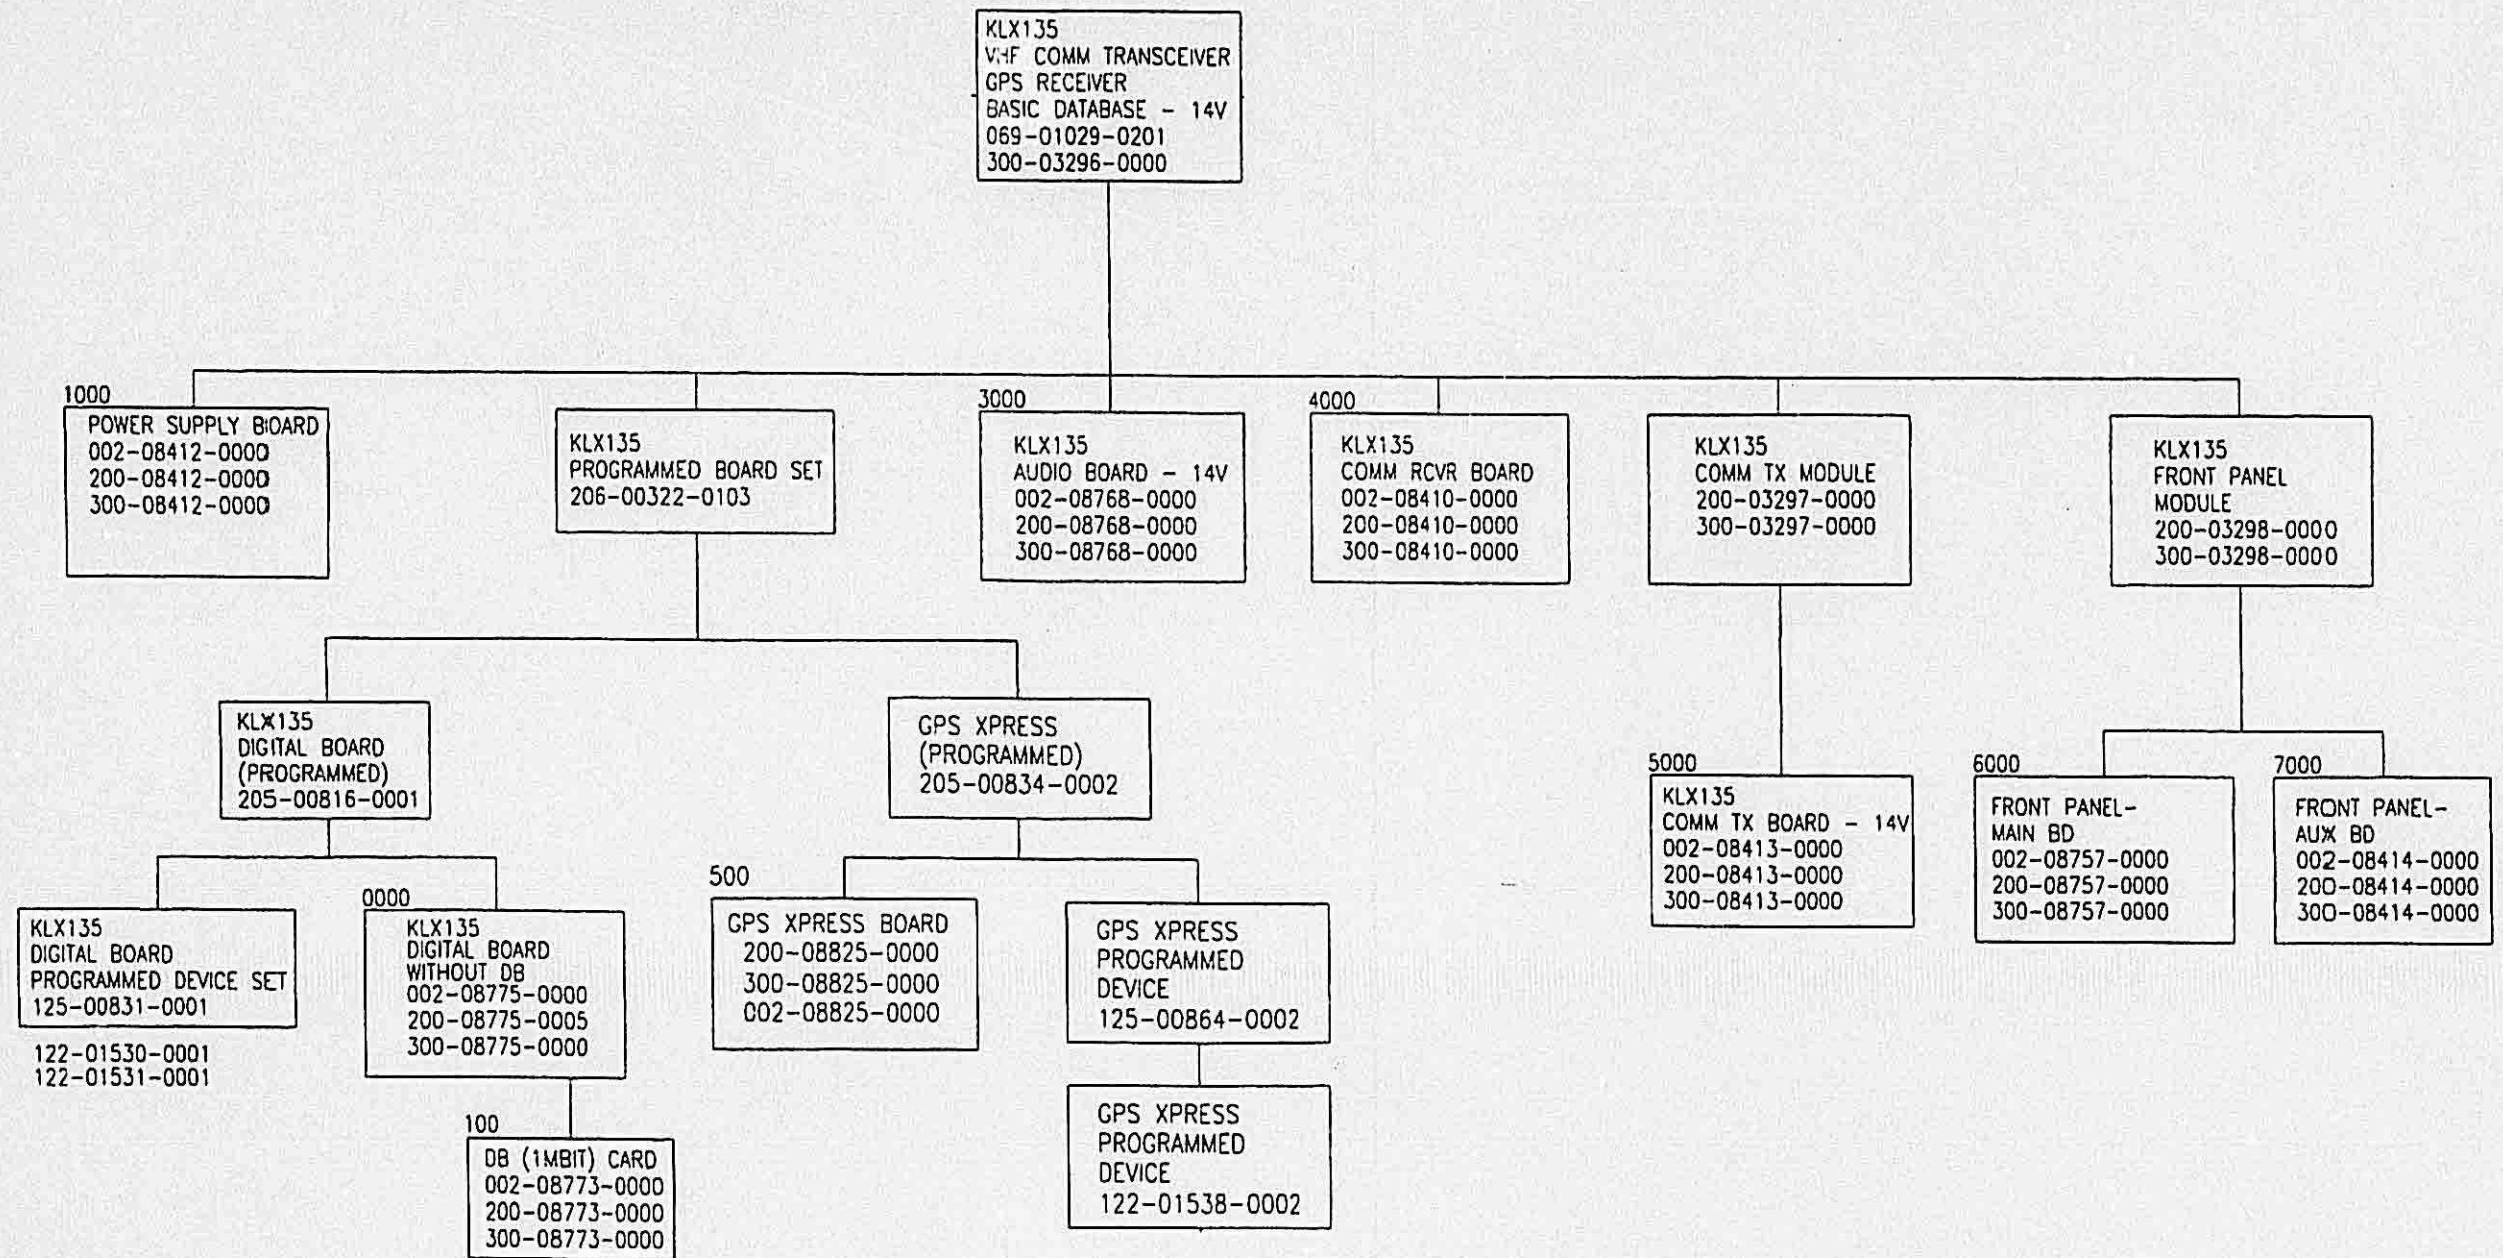 KLX135
VHF COMM TRANSCEIVER
GPS RECEIVER
BASIC DATABASE - 14V
069-01029-0201
300-03296-0000
1000
POWER SUPPLY BOARD
002-08412-0000
200-08412-0000
300-08412-0000
KLX135
PROGRAMMED BOARD SET
206-00322-0103
3000
KLX135
AUDIO BOARD - 14V
002-08768-0000
200-08768-0000
300-08768-0000
4000
KLX135
COMM RCVR BOARD
002-08410-0000
200-08410-0000
300-08410-0000
KLX135
COMM TX MODULE
200-03297-0000
300-03297-0000
KLX135
FRONT PANEL
MODULE
200-03298-0000
300-03298-0000
KLX135
DIGITAL BOARD
(PROGRAMMED)
205-00816-0001
GPS XPRESS
(PROGRAMMED)
205-00834-0002
5000
KLX135
COMM TX BOARD - 14V
002-08413-0000
200-08413-0000
300-08413-0000
6000
FRONT PANEL-
MAIN BD
002-08757-0000
200-08757-0000
300-08757-0000
7000
FRONT PANEL-
AUX BD
002-08414-0000
200-08414-0000
300-08414-0000
KLX135
DIGITAL BOARD
PROGRAMMED DEVICE SET
125-00831-0001
122-01530-0001
122-01531-0001
0000
KLX135
DIGITAL BOARD
WITHOUT DB
002-08775-0000
200-08775-0005
300-08775-0000
500
GPS XPRESS BOARD
200-08825-0000
300-08825-0000
002-08825-0000
GPS XPRESS
PROGRAMMED
DEVICE
125-00864-0002
100
DB (1MBIT) CARD
002-08773-0000
200-08773-0000
300-08773-0000
GPS XPRESS
PROGRAMMED
DEVICE
122-01538-0002